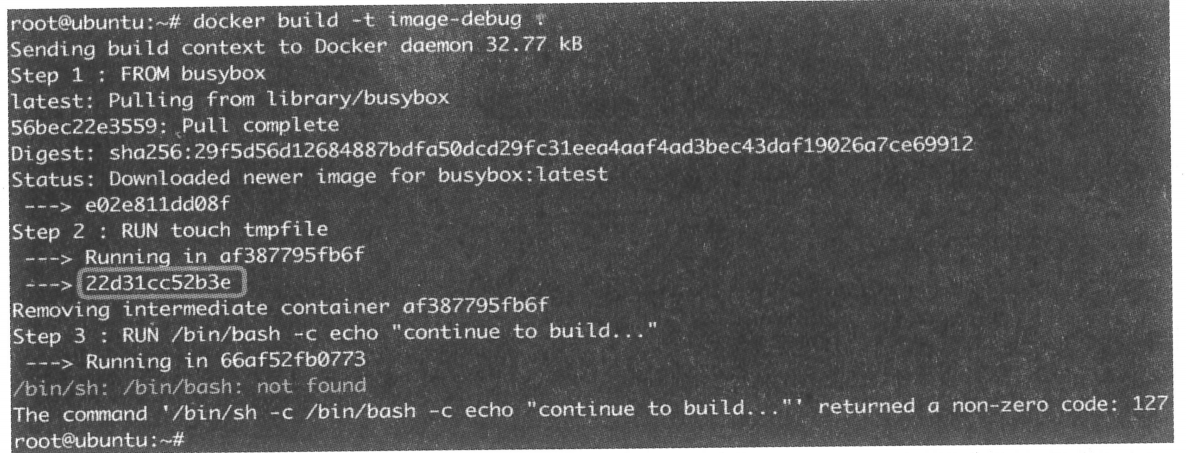 root@ubuntu:~# docker build -t image-debug .
Sending build context to Docker daemon 32.77 kB
Step 1 : FROM busybox
latest: Pulling from library/busybox
56bec22e3559: Pull complete
Digest: sha256:29f5d56d12684887bdfa50dcd29fc31eea4aaf4ad3bec43daf19026a7ce69912
Status: Downloaded newer image for busybox:latest
---> e02e811dd08f
Step 2 : RUN touch tmpfile
---> Running in af387795fb6f
---> 22d31cc52b3e
Removing intermediate container af387795fb6f
Step 3 : RUN /bin/bash -c echo "continue to build..."
---> Running in 66af52fb0773
/bin/sh: /bin/bash: not found
The command '/bin/sh -c /bin/bash -c echo "continue to build..."' returned a non-zero code: 127
root@ubuntu:~#